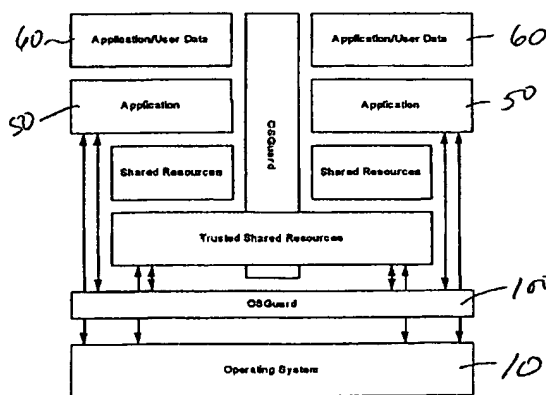 60 Application/User Data Application/User Data 60
50 Application Application 50
OSGuard
Shared Resources Shared Resources
Trusted Shared Resources
OSGuard 100
Operating System 10